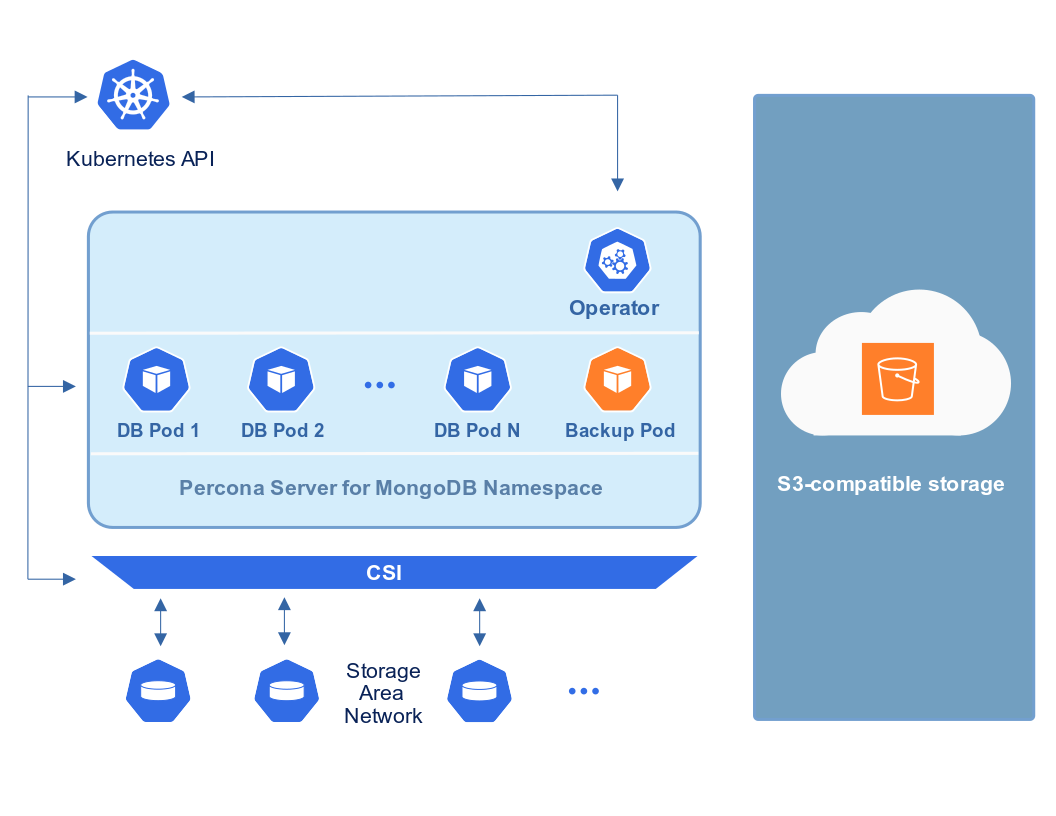 Kubernetes API
Operator
DB Pod 1
DB Pod 2
DB Pod N
Backup Pod
Percona Server for MongoDB Namespace
CSI
Storage
Area
Network
S3-compatible storage